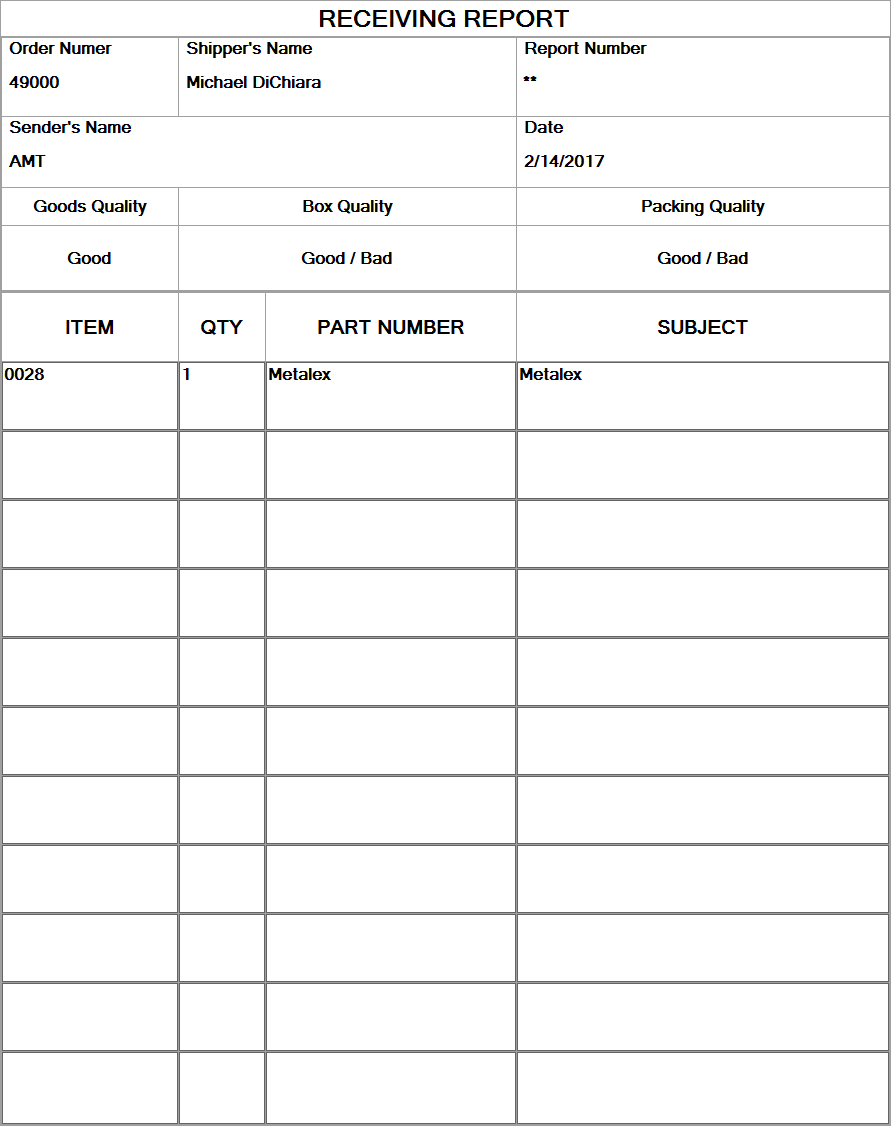 RECEIVING REPORT
Order Numer Shipper's Name Report Number
49000 Michael DiChiara **
Sender's Name Date
AMT 2/14/2017
Goods Quality Box Quality Packing Quality
Good Good / Bad Good / Bad
ITEM QTY PART NUMBER SUBJECT
0028 1 Metalex Metalex